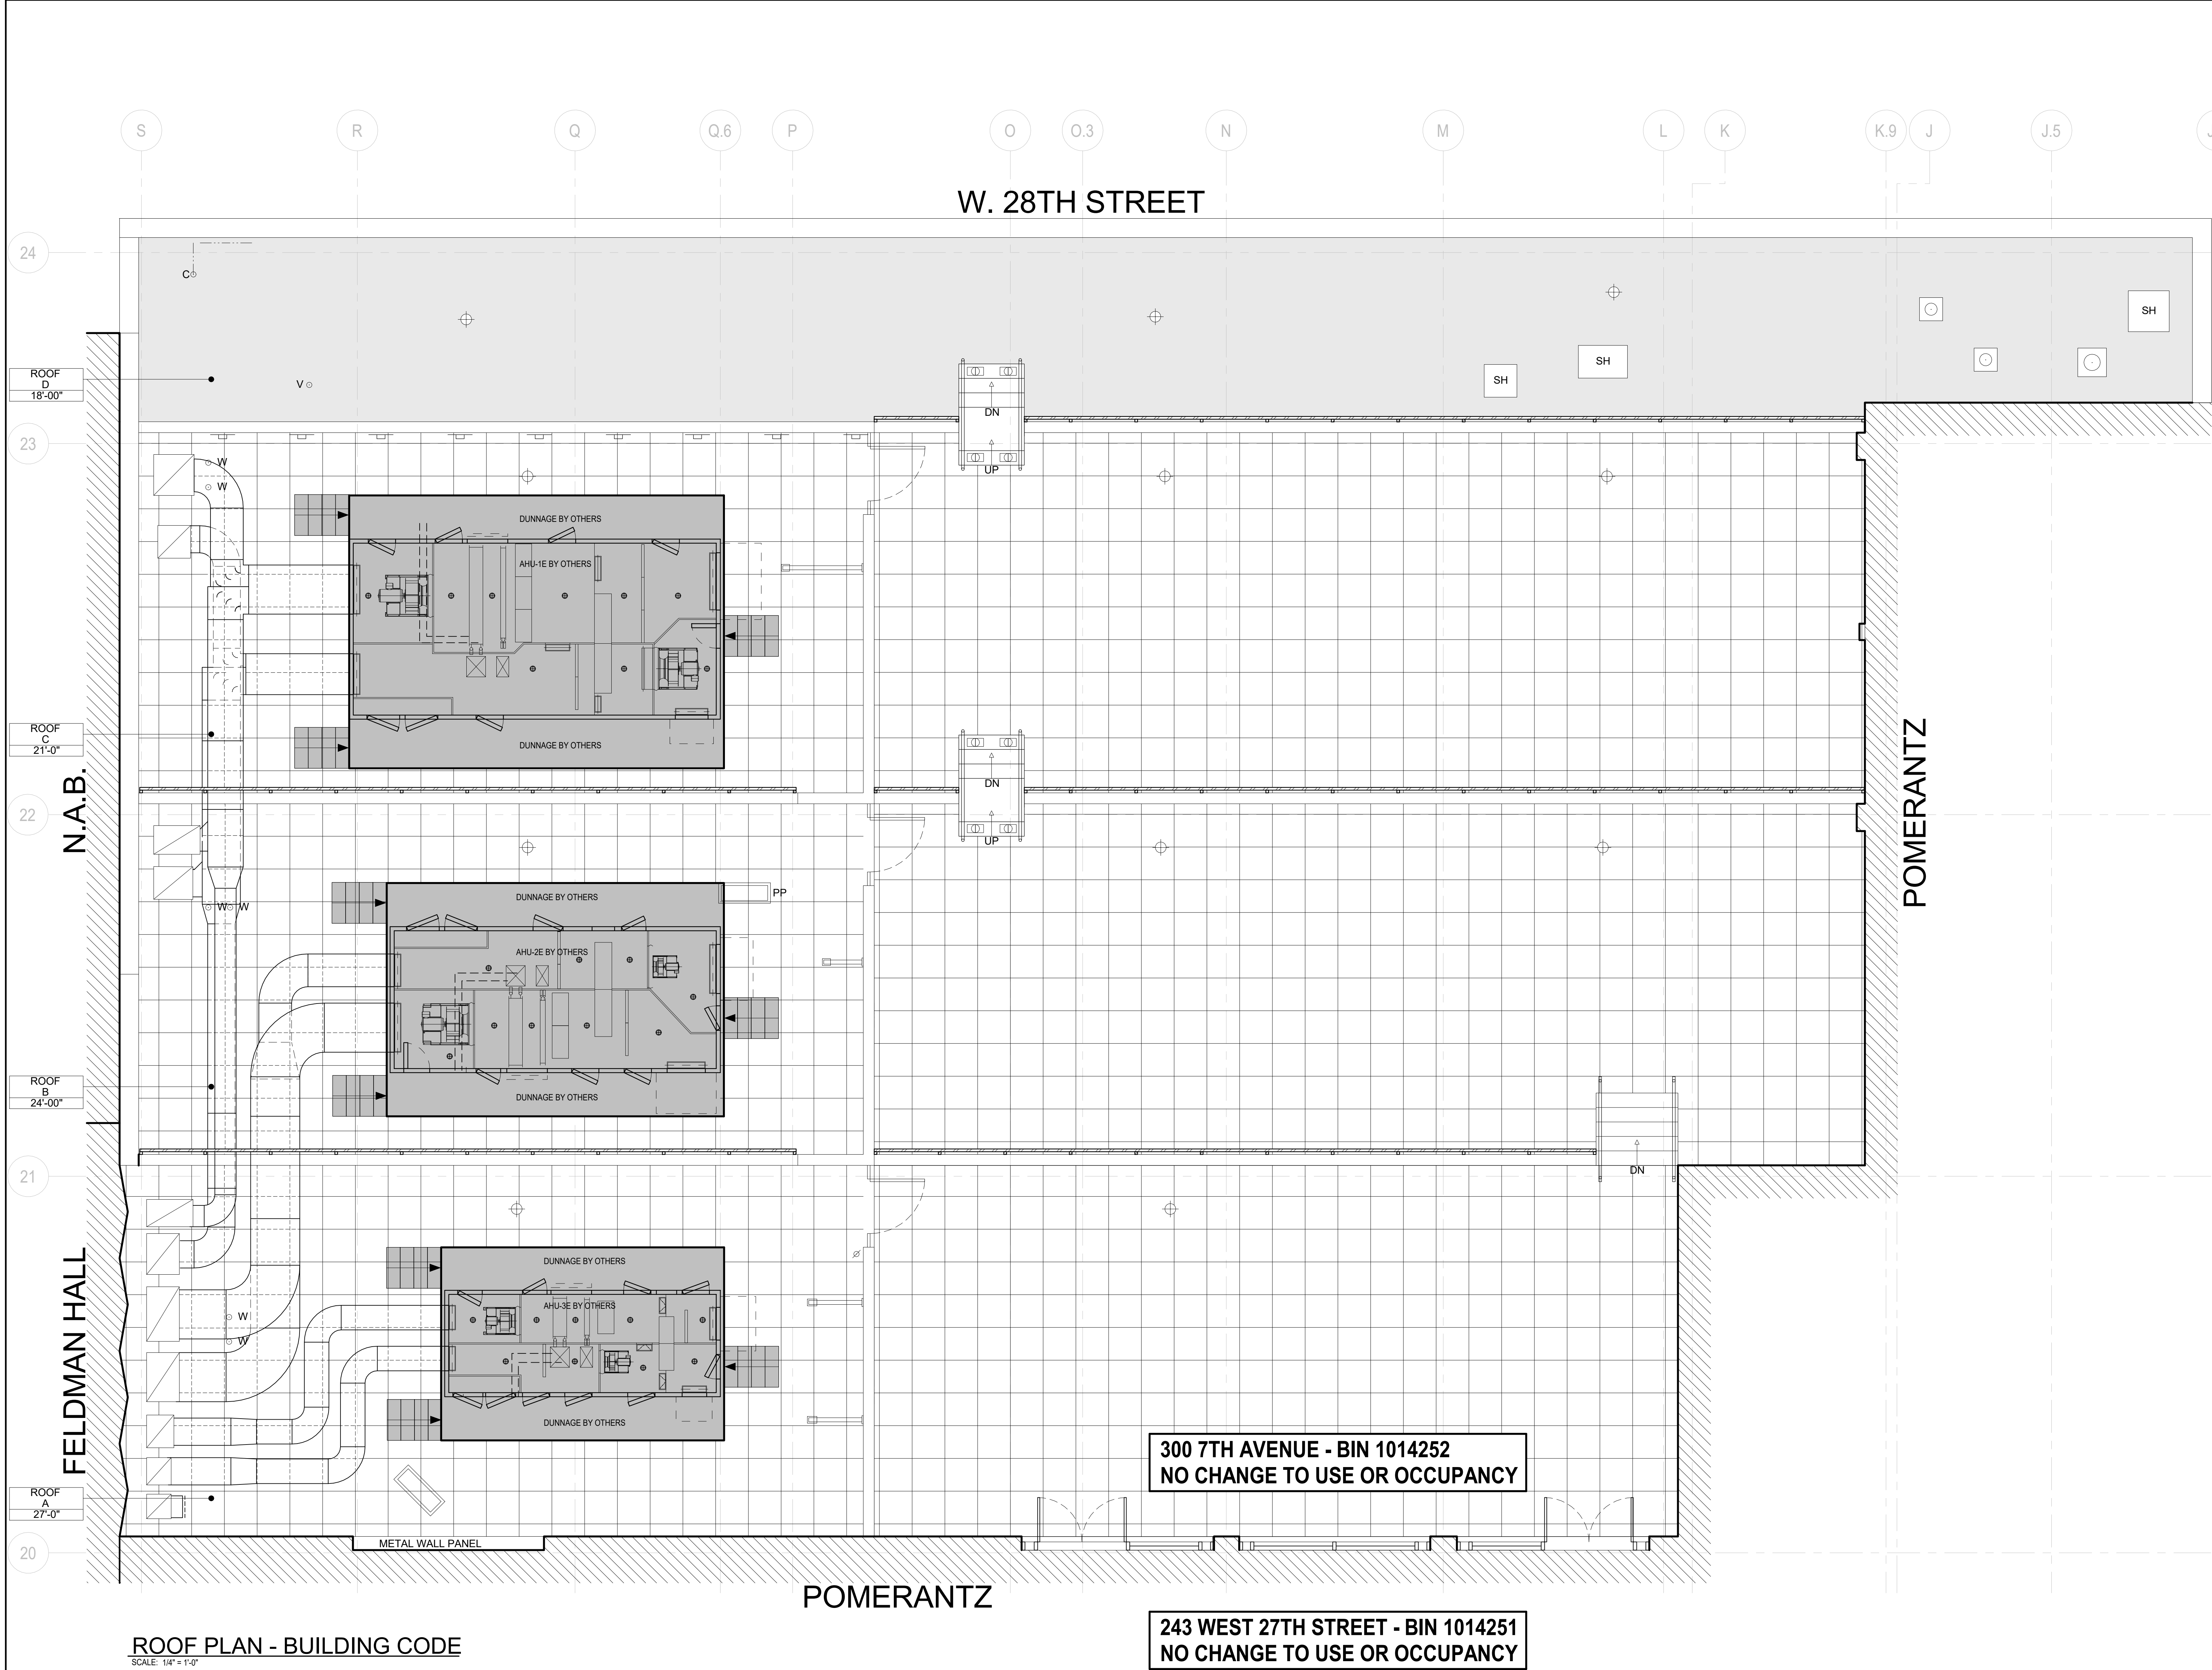 S R Q Q.6 P O O.3 N M L K K.9 J J.5
W. 28TH STREET
24
C
SH
SH
SH
ROOF
D
18'-00"
V
DN
23
UP
W
W
DUNNAGE BY OTHERS
AHU-1E BY OTHERS
ROOF
C
21'-0"
DUNNAGE BY OTHERS
N.A.B.
POMERANTZ
DN
22
UP
PP
DUNNAGE BY OTHERS
W W
AHU-2E BY OTHERS
ROOF
B
24'-00"
DUNNAGE BY OTHERS
21
DN
FELDMAN HALL
DUNNAGE BY OTHERS
AHU-3E BY OTHERS
W
W
DUNNAGE BY OTHERS
300 7TH AVENUE - BIN 1014252
NO CHANGE TO USE OR OCCUPANCY
ROOF
A
27'-0"
METAL WALL PANEL
20
POMERANTZ
243 WEST 27TH STREET - BIN 1014251
NO CHANGE TO USE OR OCCUPANCY
ROOF PLAN - BUILDING CODE
SCALE: 1/4" = 1'-0"